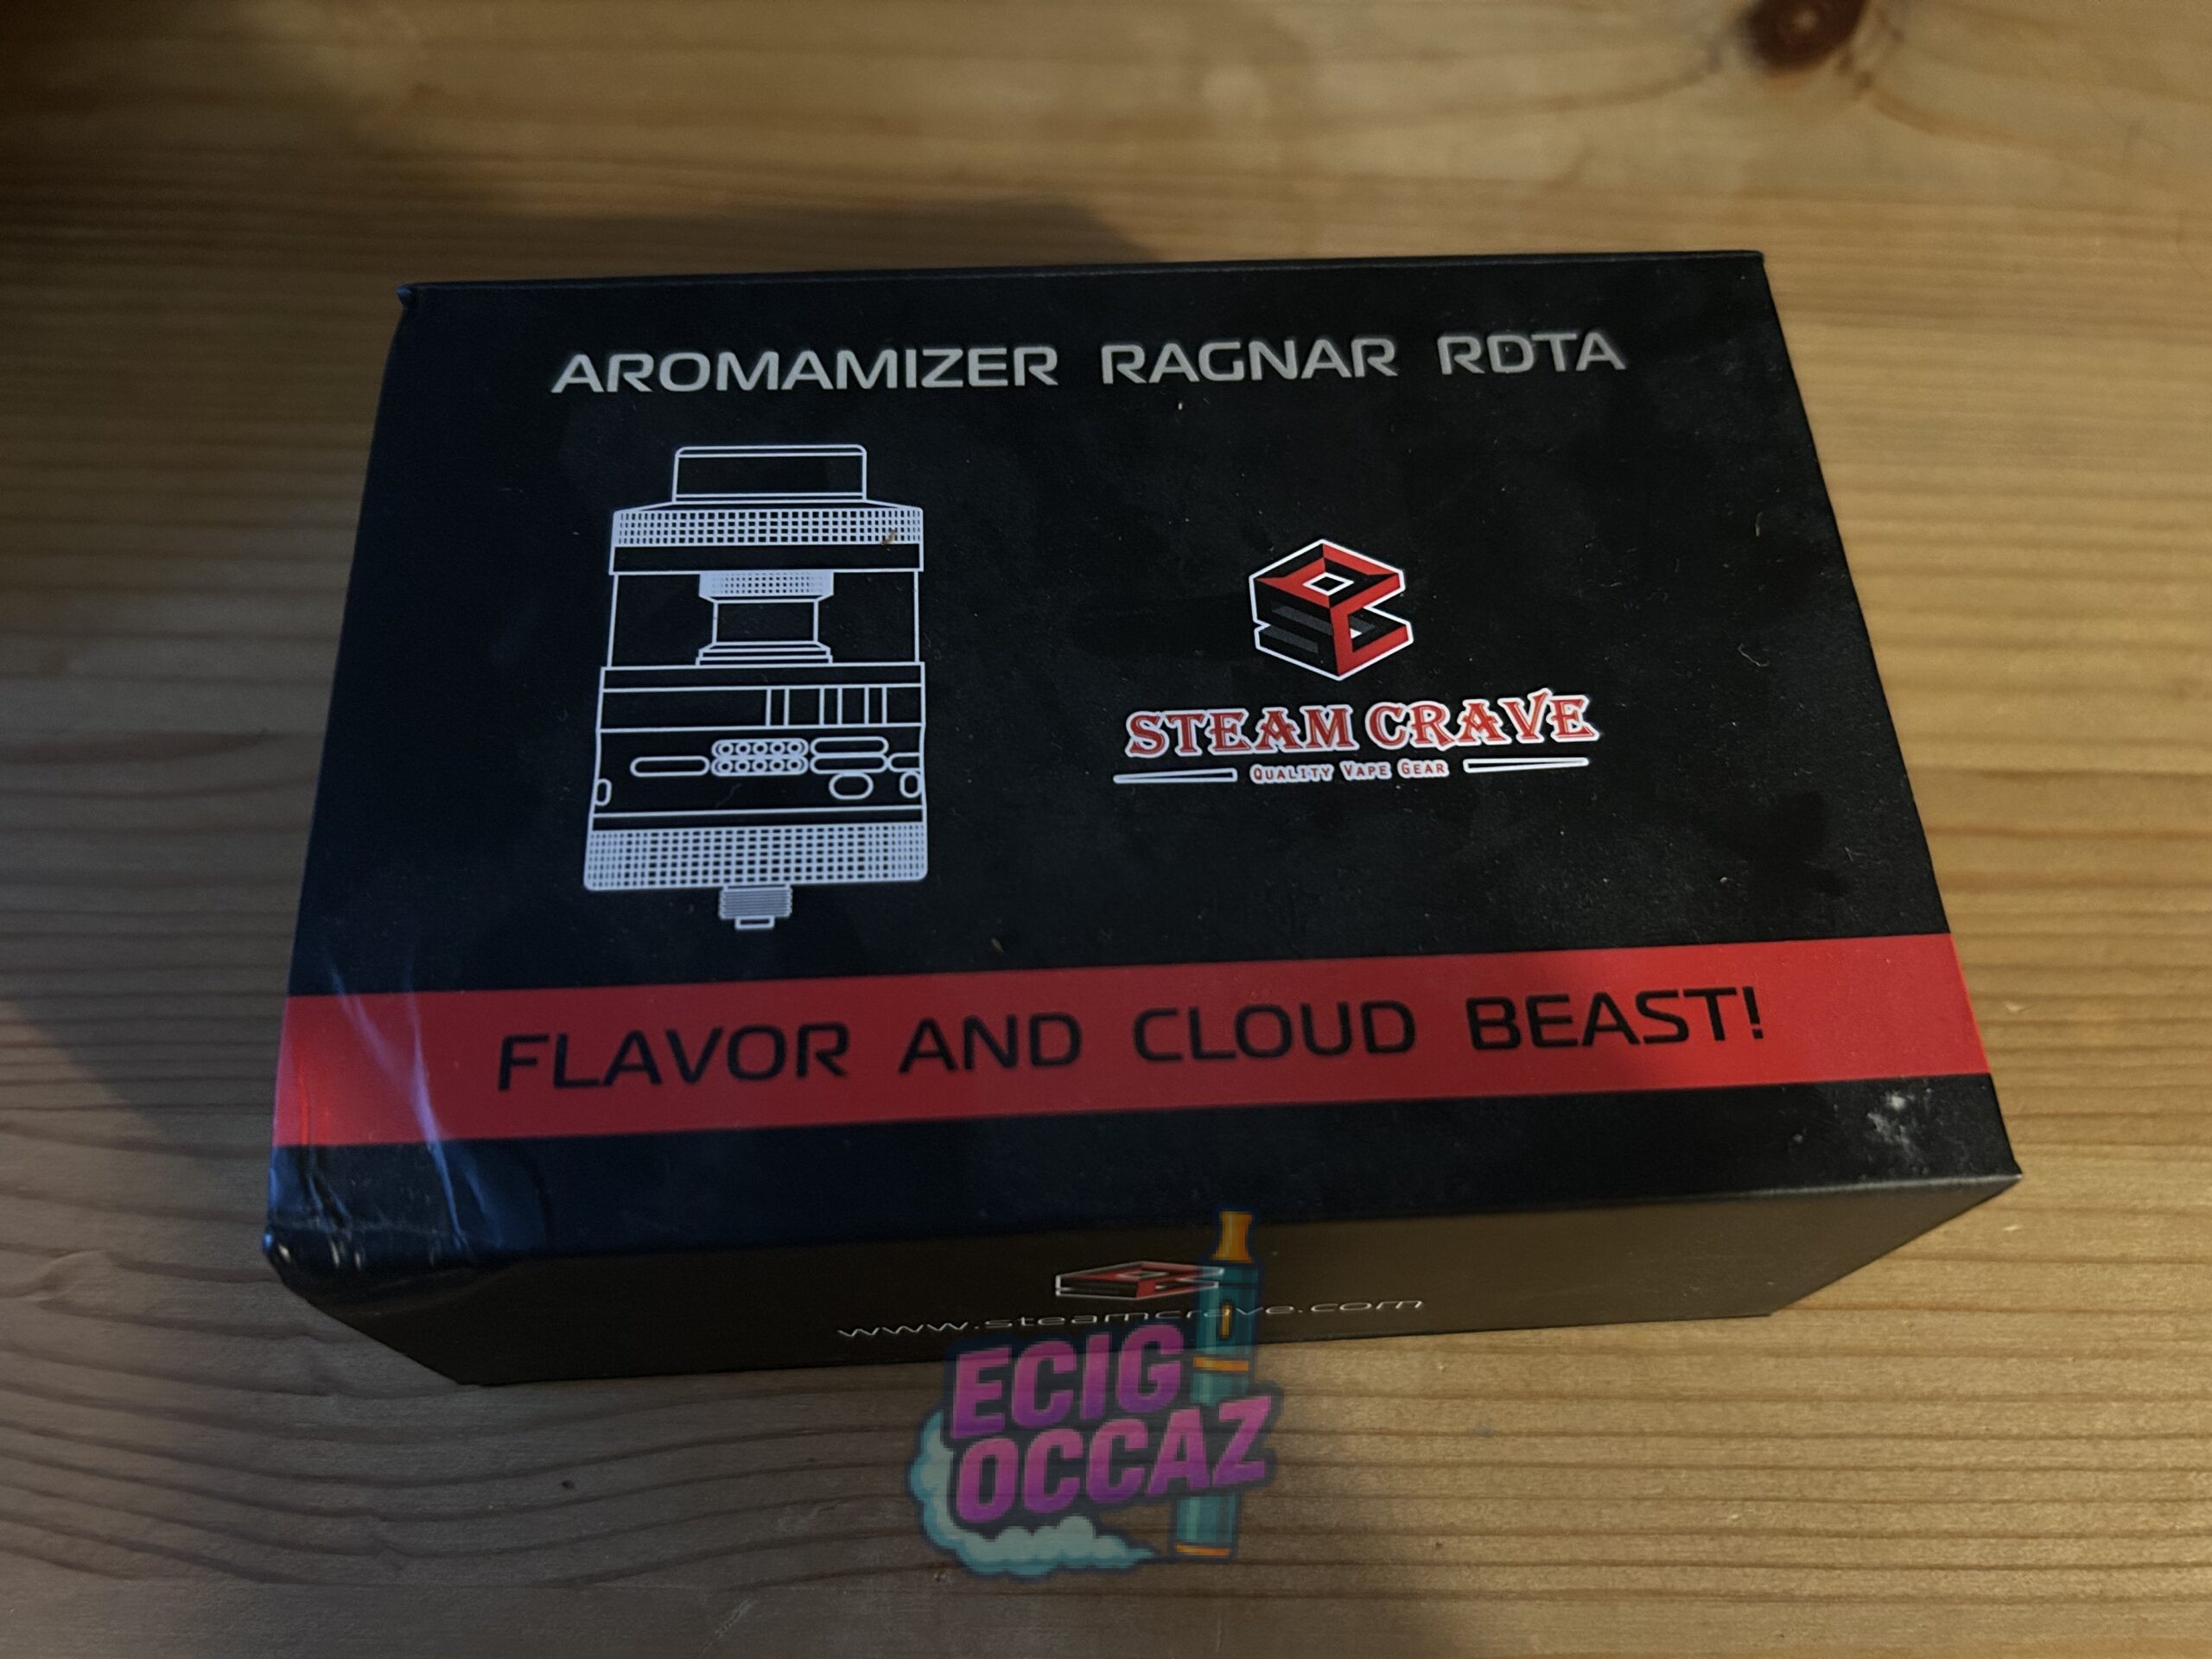 AROMAMIZER RAGNAR RDTA
STEAM CRAVE
QUALITY VAPE GEAR
FLAVOR AND CLOUD BEAST!
www.steamcrave.com
ECIG
OCCAZ